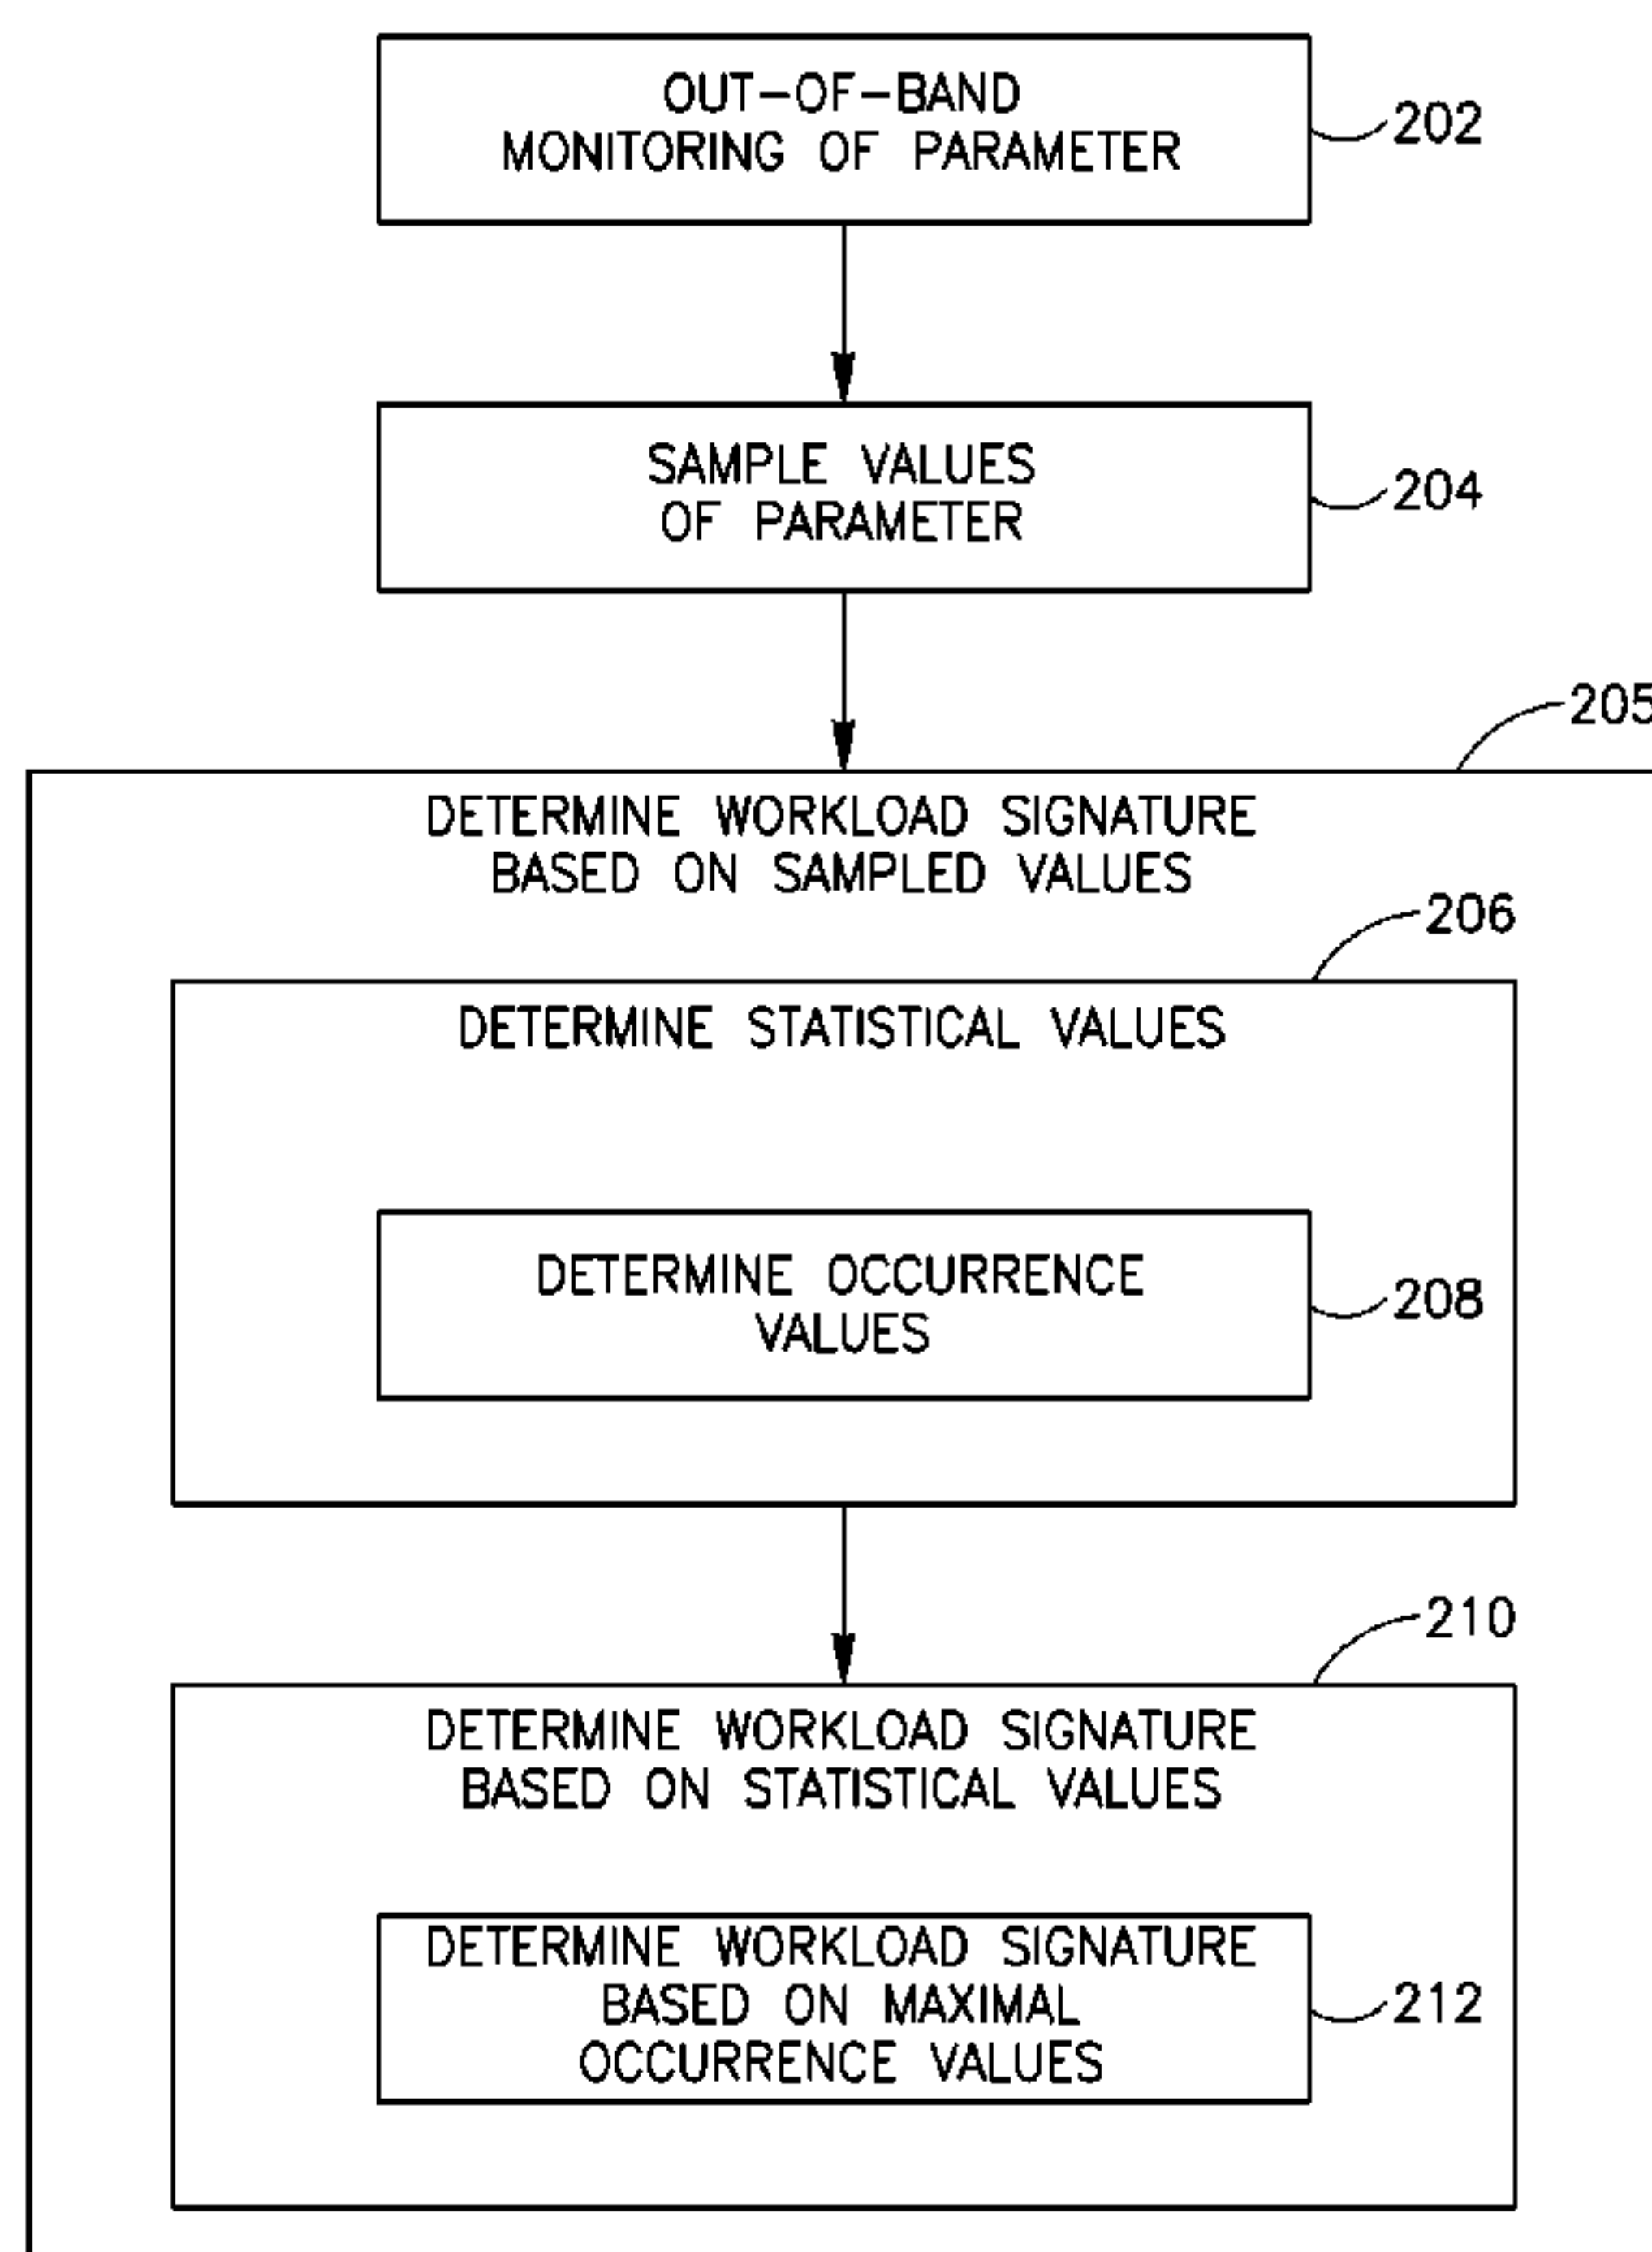 OUT-OF-BAND
MONITORING OF PARAMETER
202
SAMPLE VALUES
OF PARAMETER
204
205
DETERMINE WORKLOAD SIGNATURE
BASED ON SAMPLED VALUES
206
DETERMINE STATISTICAL VALUES
DETERMINE OCCURRENCE
VALUES
208
210
DETERMINE WORKLOAD SIGNATURE
BASED ON STATISTICAL VALUES
DETERMINE WORKLOAD SIGNATURE
BASED ON MAXIMAL
OCCURRENCE VALUES
212